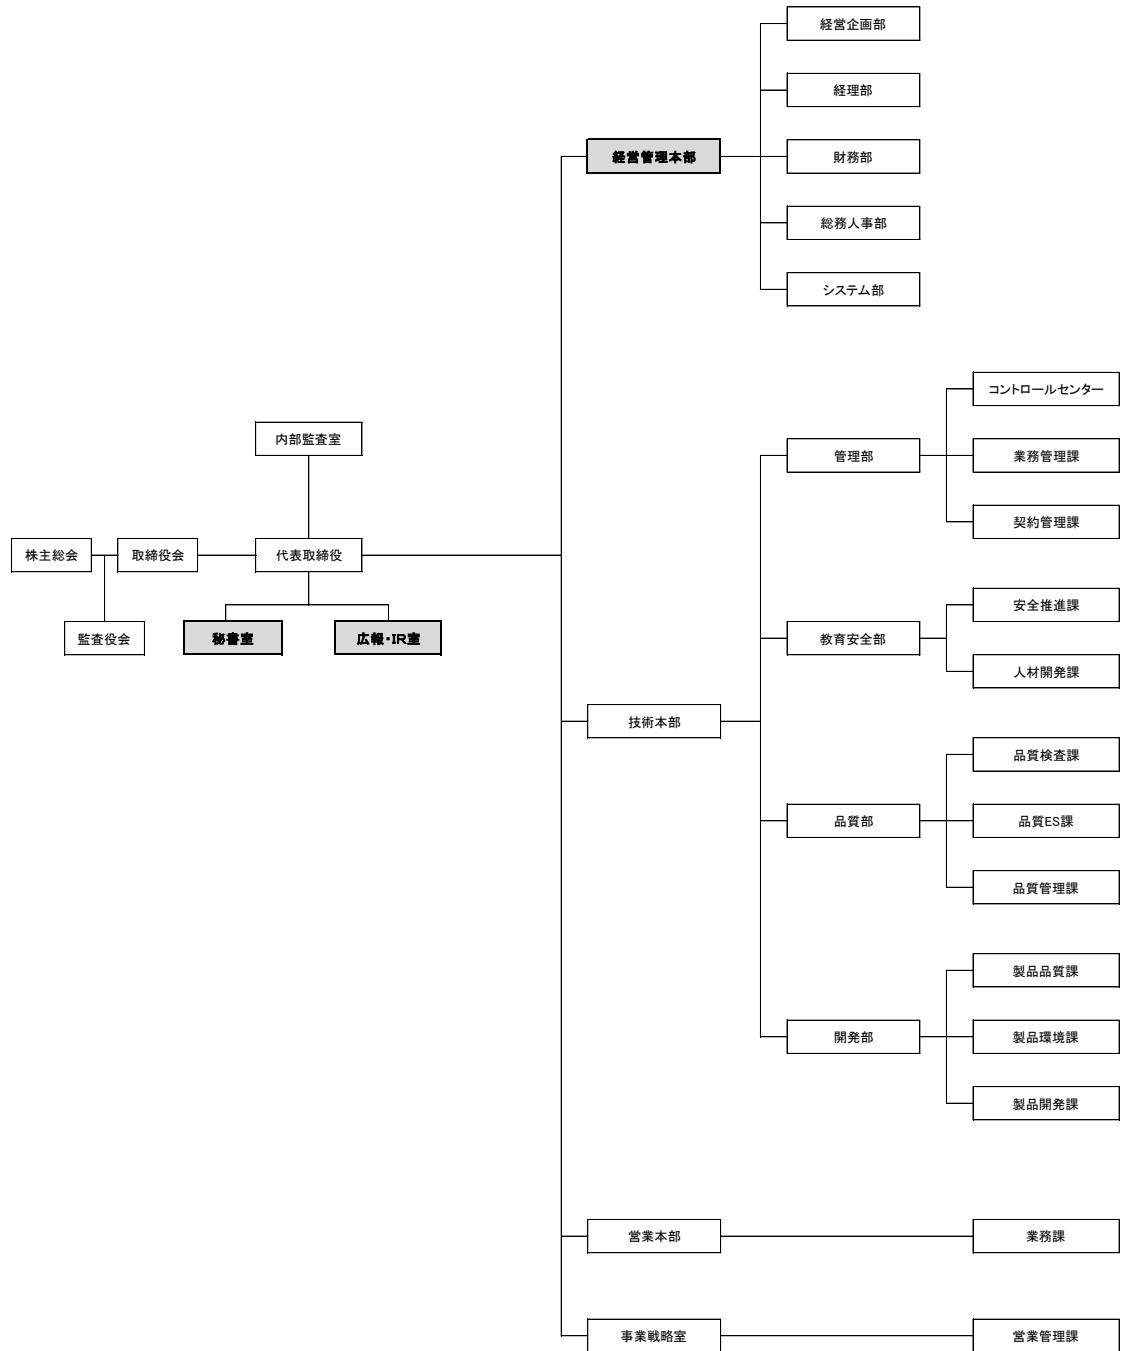 経営企画部
経理部
経営管理本部
財務部
総務人事部
システム部
コントロールセンター
内部監査室
管理部
業務管理課
契約管理課
株主総会
取締役会
代表取締役
安全推進課
監査役会
秘書室
広報・IR室
教育安全部
人材開発課
技術本部
品質検査課
品質部
品質ES課
品質管理課
製品品質課
開発部
製品環境課
製品開発課
営業本部
業務課
事業戦略室
営業管理課